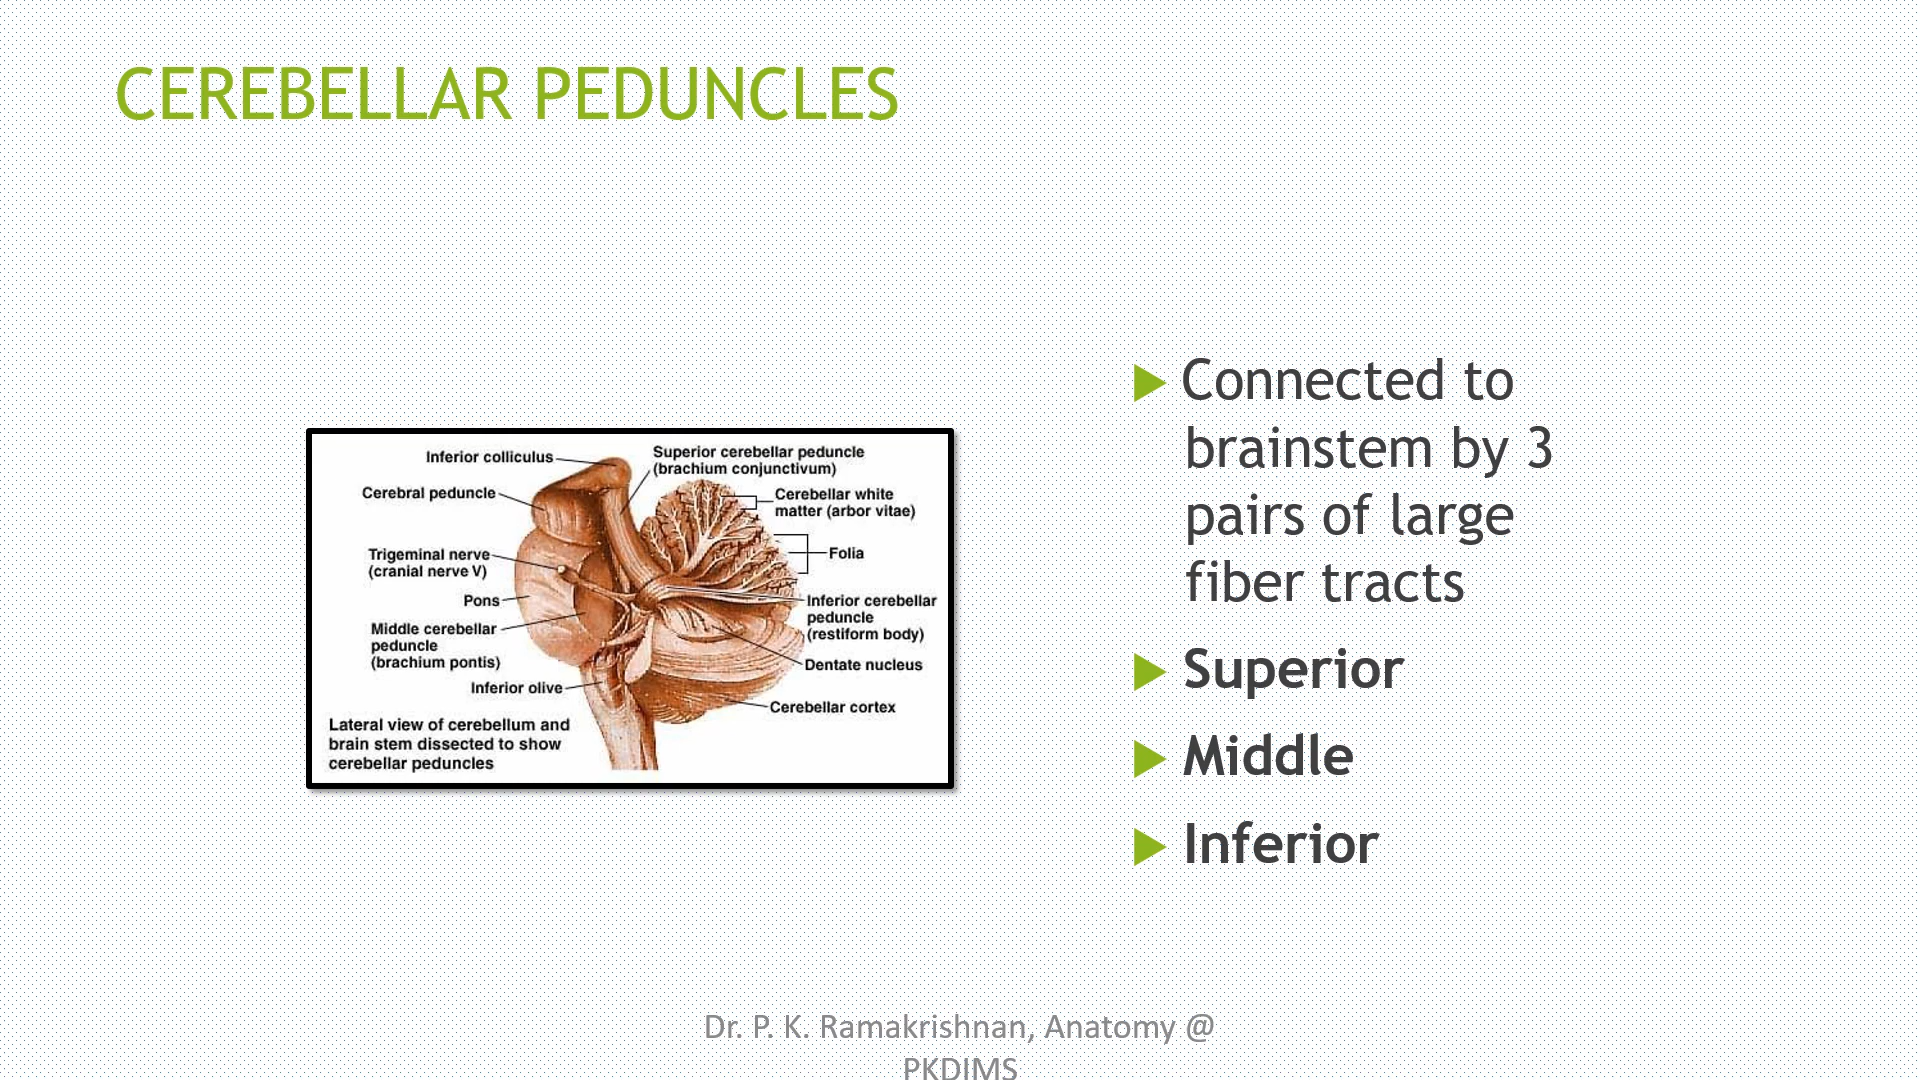 CEREBELLAR PEDUNCLES
Inferior colliculus
Cerebral peduncle
Trigeminal nerve
(cranial nerve V)
Pons
Middle cerebellar
peduncle
(brachium pontis)
Inferior olive
Lateral view of cerebellum and
brain stem dissected to show
cerebellar peduncles
Superior cerebellar peduncle
(brachium conjunctivum)
Cerebellar white
matter (arbor vitae)
Folia
Inferior cerebellar
peduncle
(restiform body)
Dentate nucleus
Cerebellar cortex
Connected to
brainstem by 3
pairs of large
fiber tracts
Superior
Middle
Inferior
Dr. P. K. Ramakrishnan, Anatomy @
PKDIMS